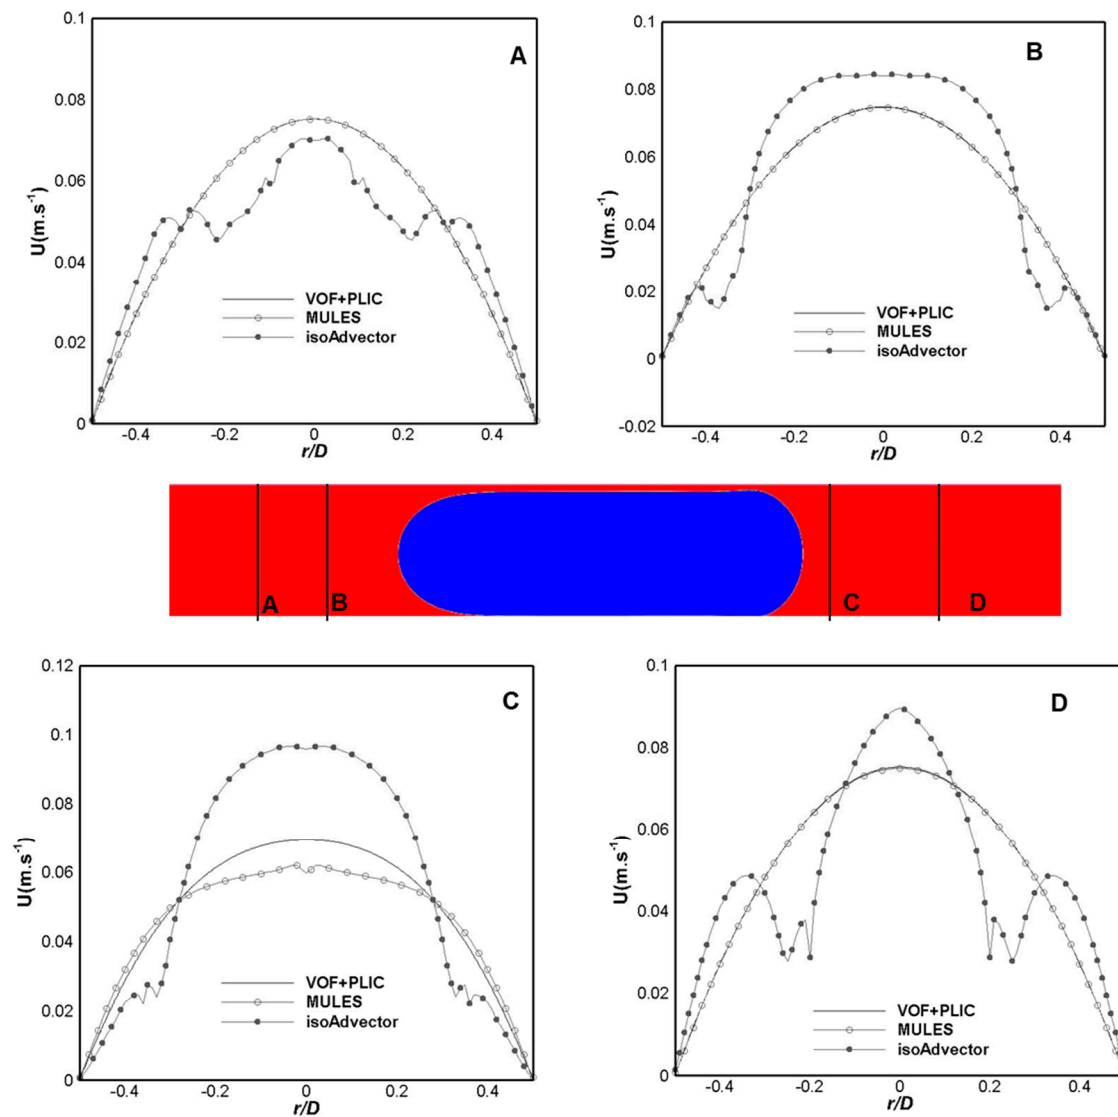 0.1
A
0.08
0.06
U(m.s-1)
0.04
VOF+PLIC
MULES
isoAdvector
0.02
0
-0.4
-0.2
0
0.2
0.4
r/D
0.1
B
0.08
0.06
U(m.s-1)
0.04
0.02
VOF+PLIC
MULES
isoAdvector
0
-0.4
-0.2
0
0.2
0.4
-0.02
r/D
A
B
C
D
0.12
C
0.1
0.08
U(m.s-1)
0.06
0.04
VOF+PLIC
MULES
isoAdvector
0.02
0
-0.4
-0.2
0
0.2
0.4
r/D
0.1
D
0.08
0.06
U(m.s-1)
0.04
0.02
VOF+PLIC
MULES
isoAdvector
0
-0.4
-0.2
0
0.2
0.4
r/D